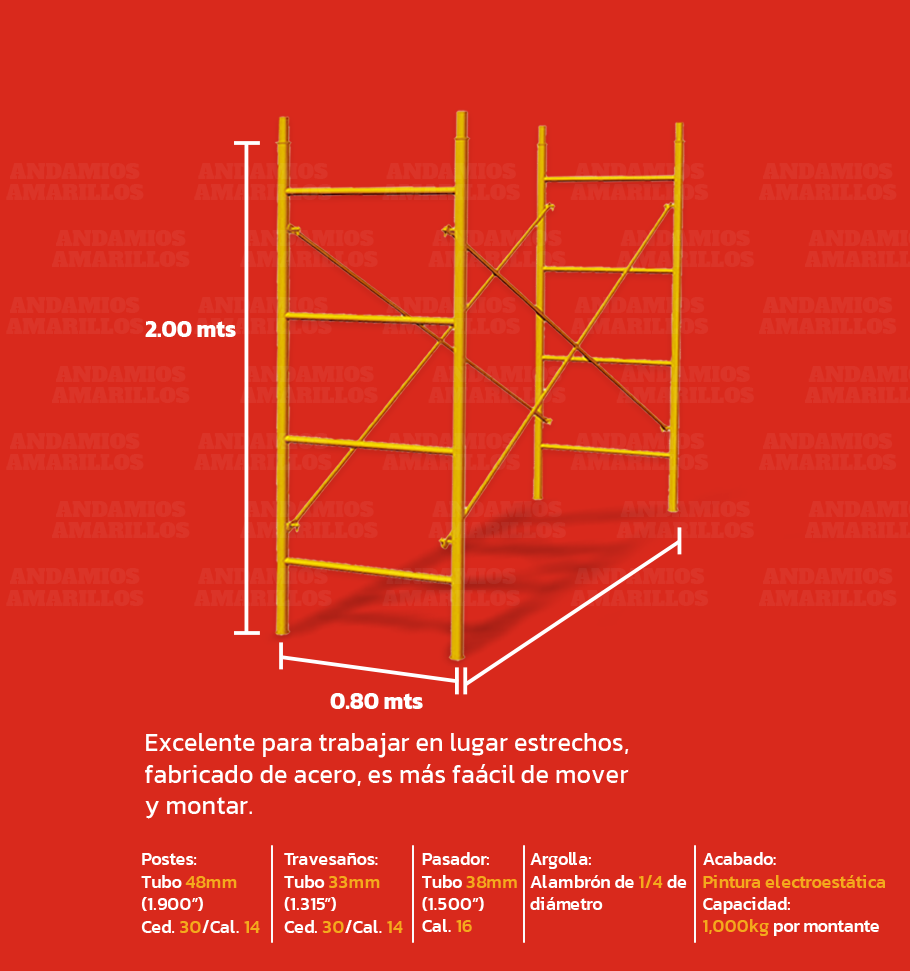 ANDAMIOS
AMARILLOS
2.00 mts
0.80 mts
Excelente para trabajar en lugar estrechos,
fabricado de acero, es más faácil de mover
y montar.
Postes:
Tubo 48mm
(1.900")
Ced. 30/Cal. 14
Travesaños:
Tubo 33mm
(1.315")
Ced. 30/Cal. 14
Pasador:
Tubo 38mm
(1.500")
Cal. 16
Argolla:
Alambrón de 1/4 de
diámetro
Acabado:
Pintura electroestática
Capacidad:
1,000kg por montante